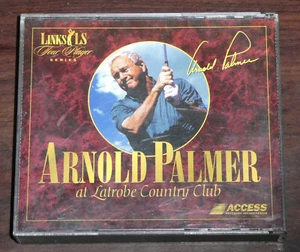 LINKS LS
Tour Player
SERIES
Arnold Palmer
ARNOLD PALMER
at Latrobe Country Club
ACCESS